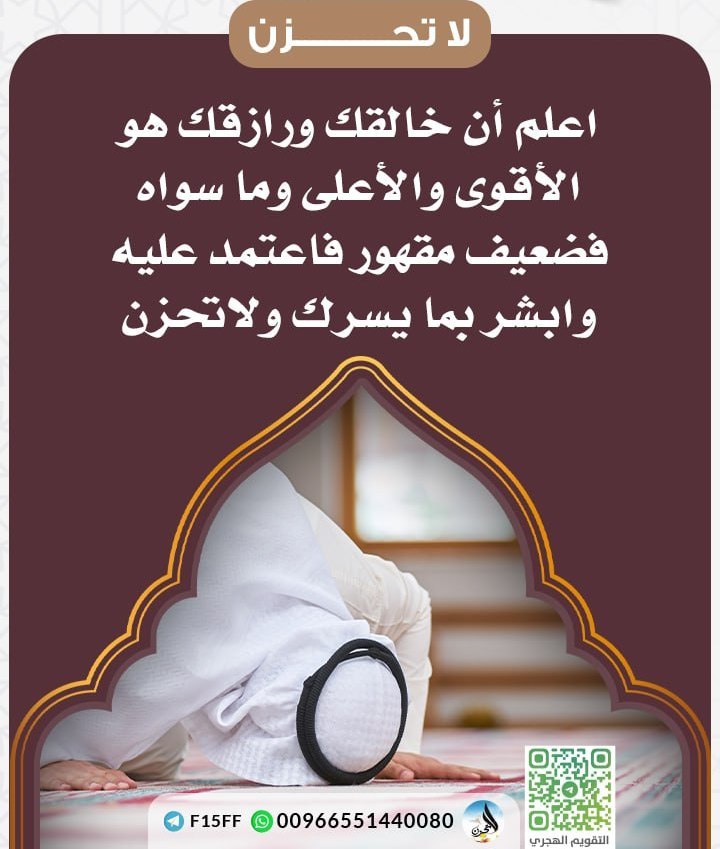 لا تحـــــزن
اعلم أن خالقك ورازقك هو
الأقوى والأعلى وما سواه
فضعيف مقهور فاعتمد عليه
وابشر بما يسرك ولاتحزن
F15FF 00966551440080
التقويم الهجري